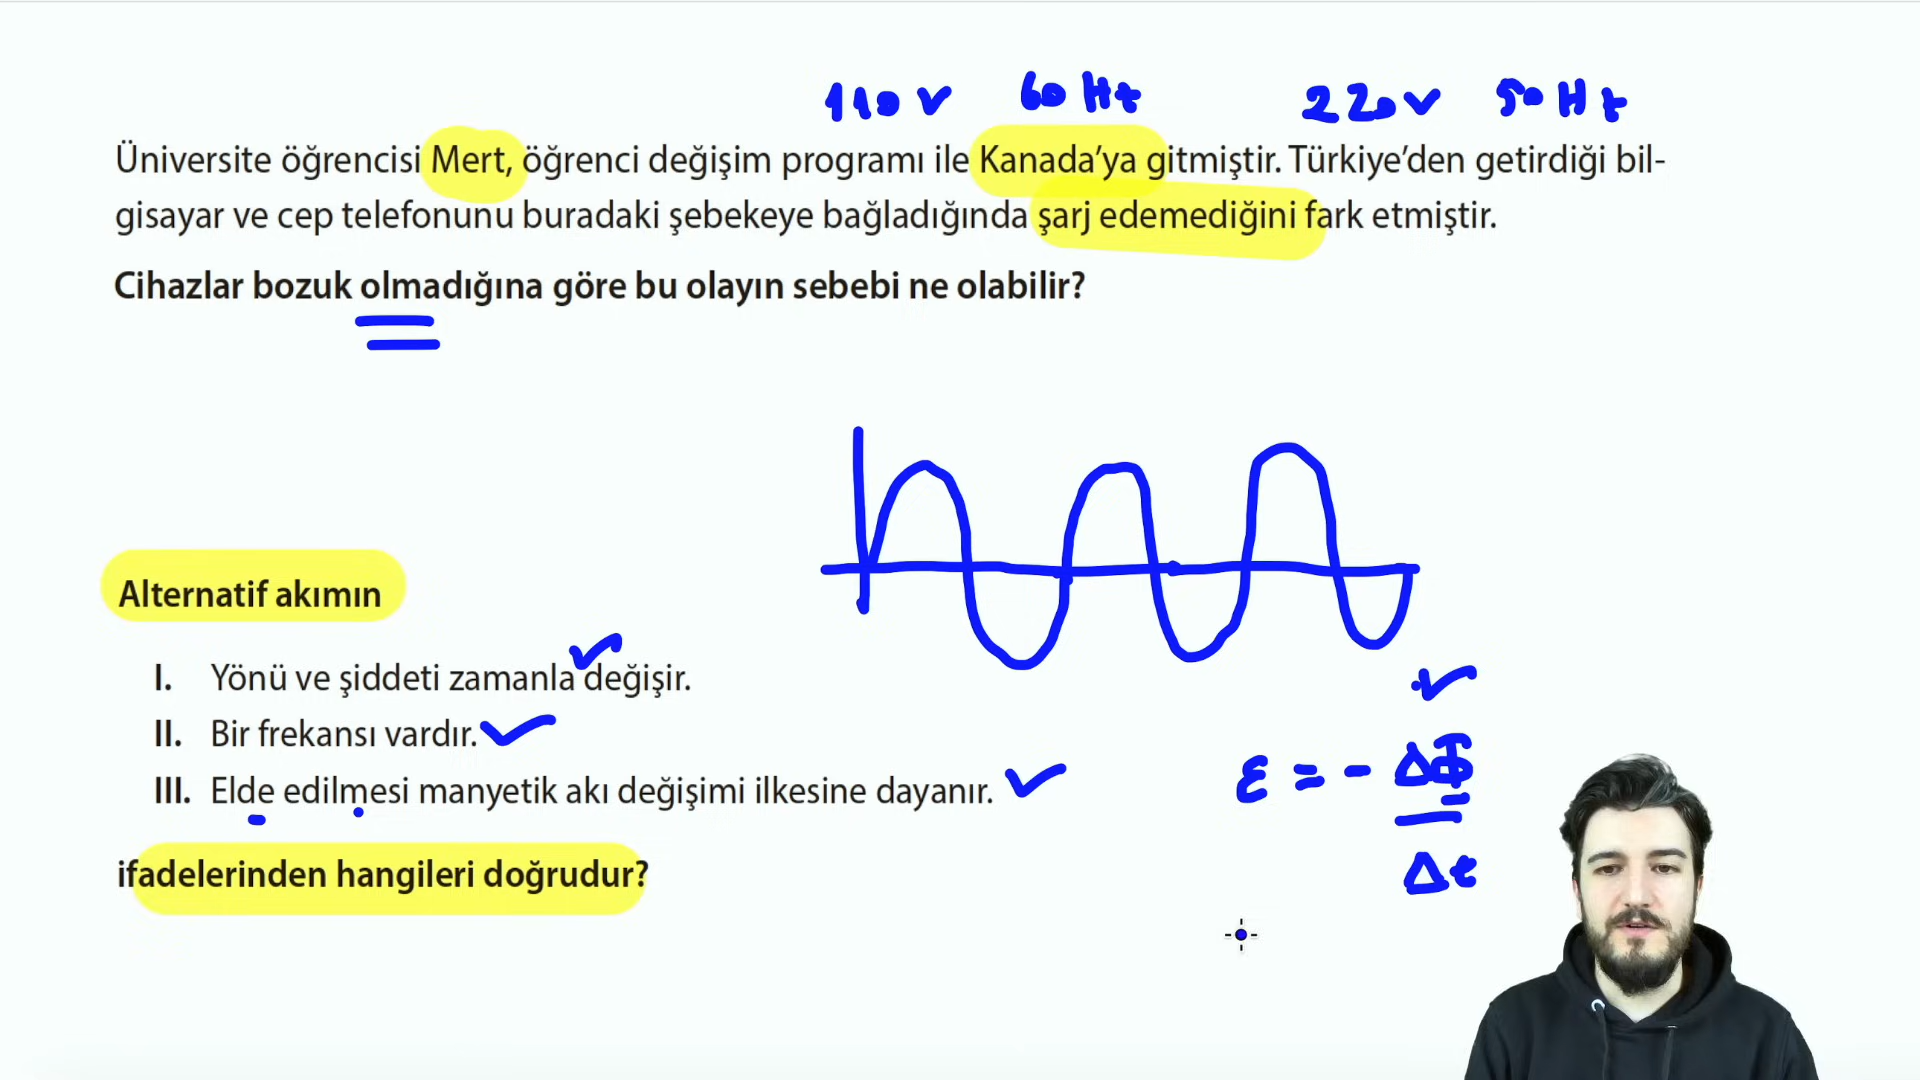 110 V 60 Hz 220 V 50 Hz
Üniversite öğrencisi Mert, öğrenci değişim programı ile Kanada'ya gitmiştir. Türkiye'den getirdiği bil-
gisayar ve cep telefonunu buradaki şebekeye bağladığında şarj edemediğini fark etmiştir.
Cihazlar bozuk olmadığına göre bu olayın sebebi ne olabilir?
Alternatif akımın
I. Yönü ve şiddeti zamanla değişir.
II. Bir frekansı vardır.
III. Elde edilmesi manyetik akı değişimi ilkesine dayanır.
ε = - ΔΦ
Δt
ifadelerinden hangileri doğrudur?